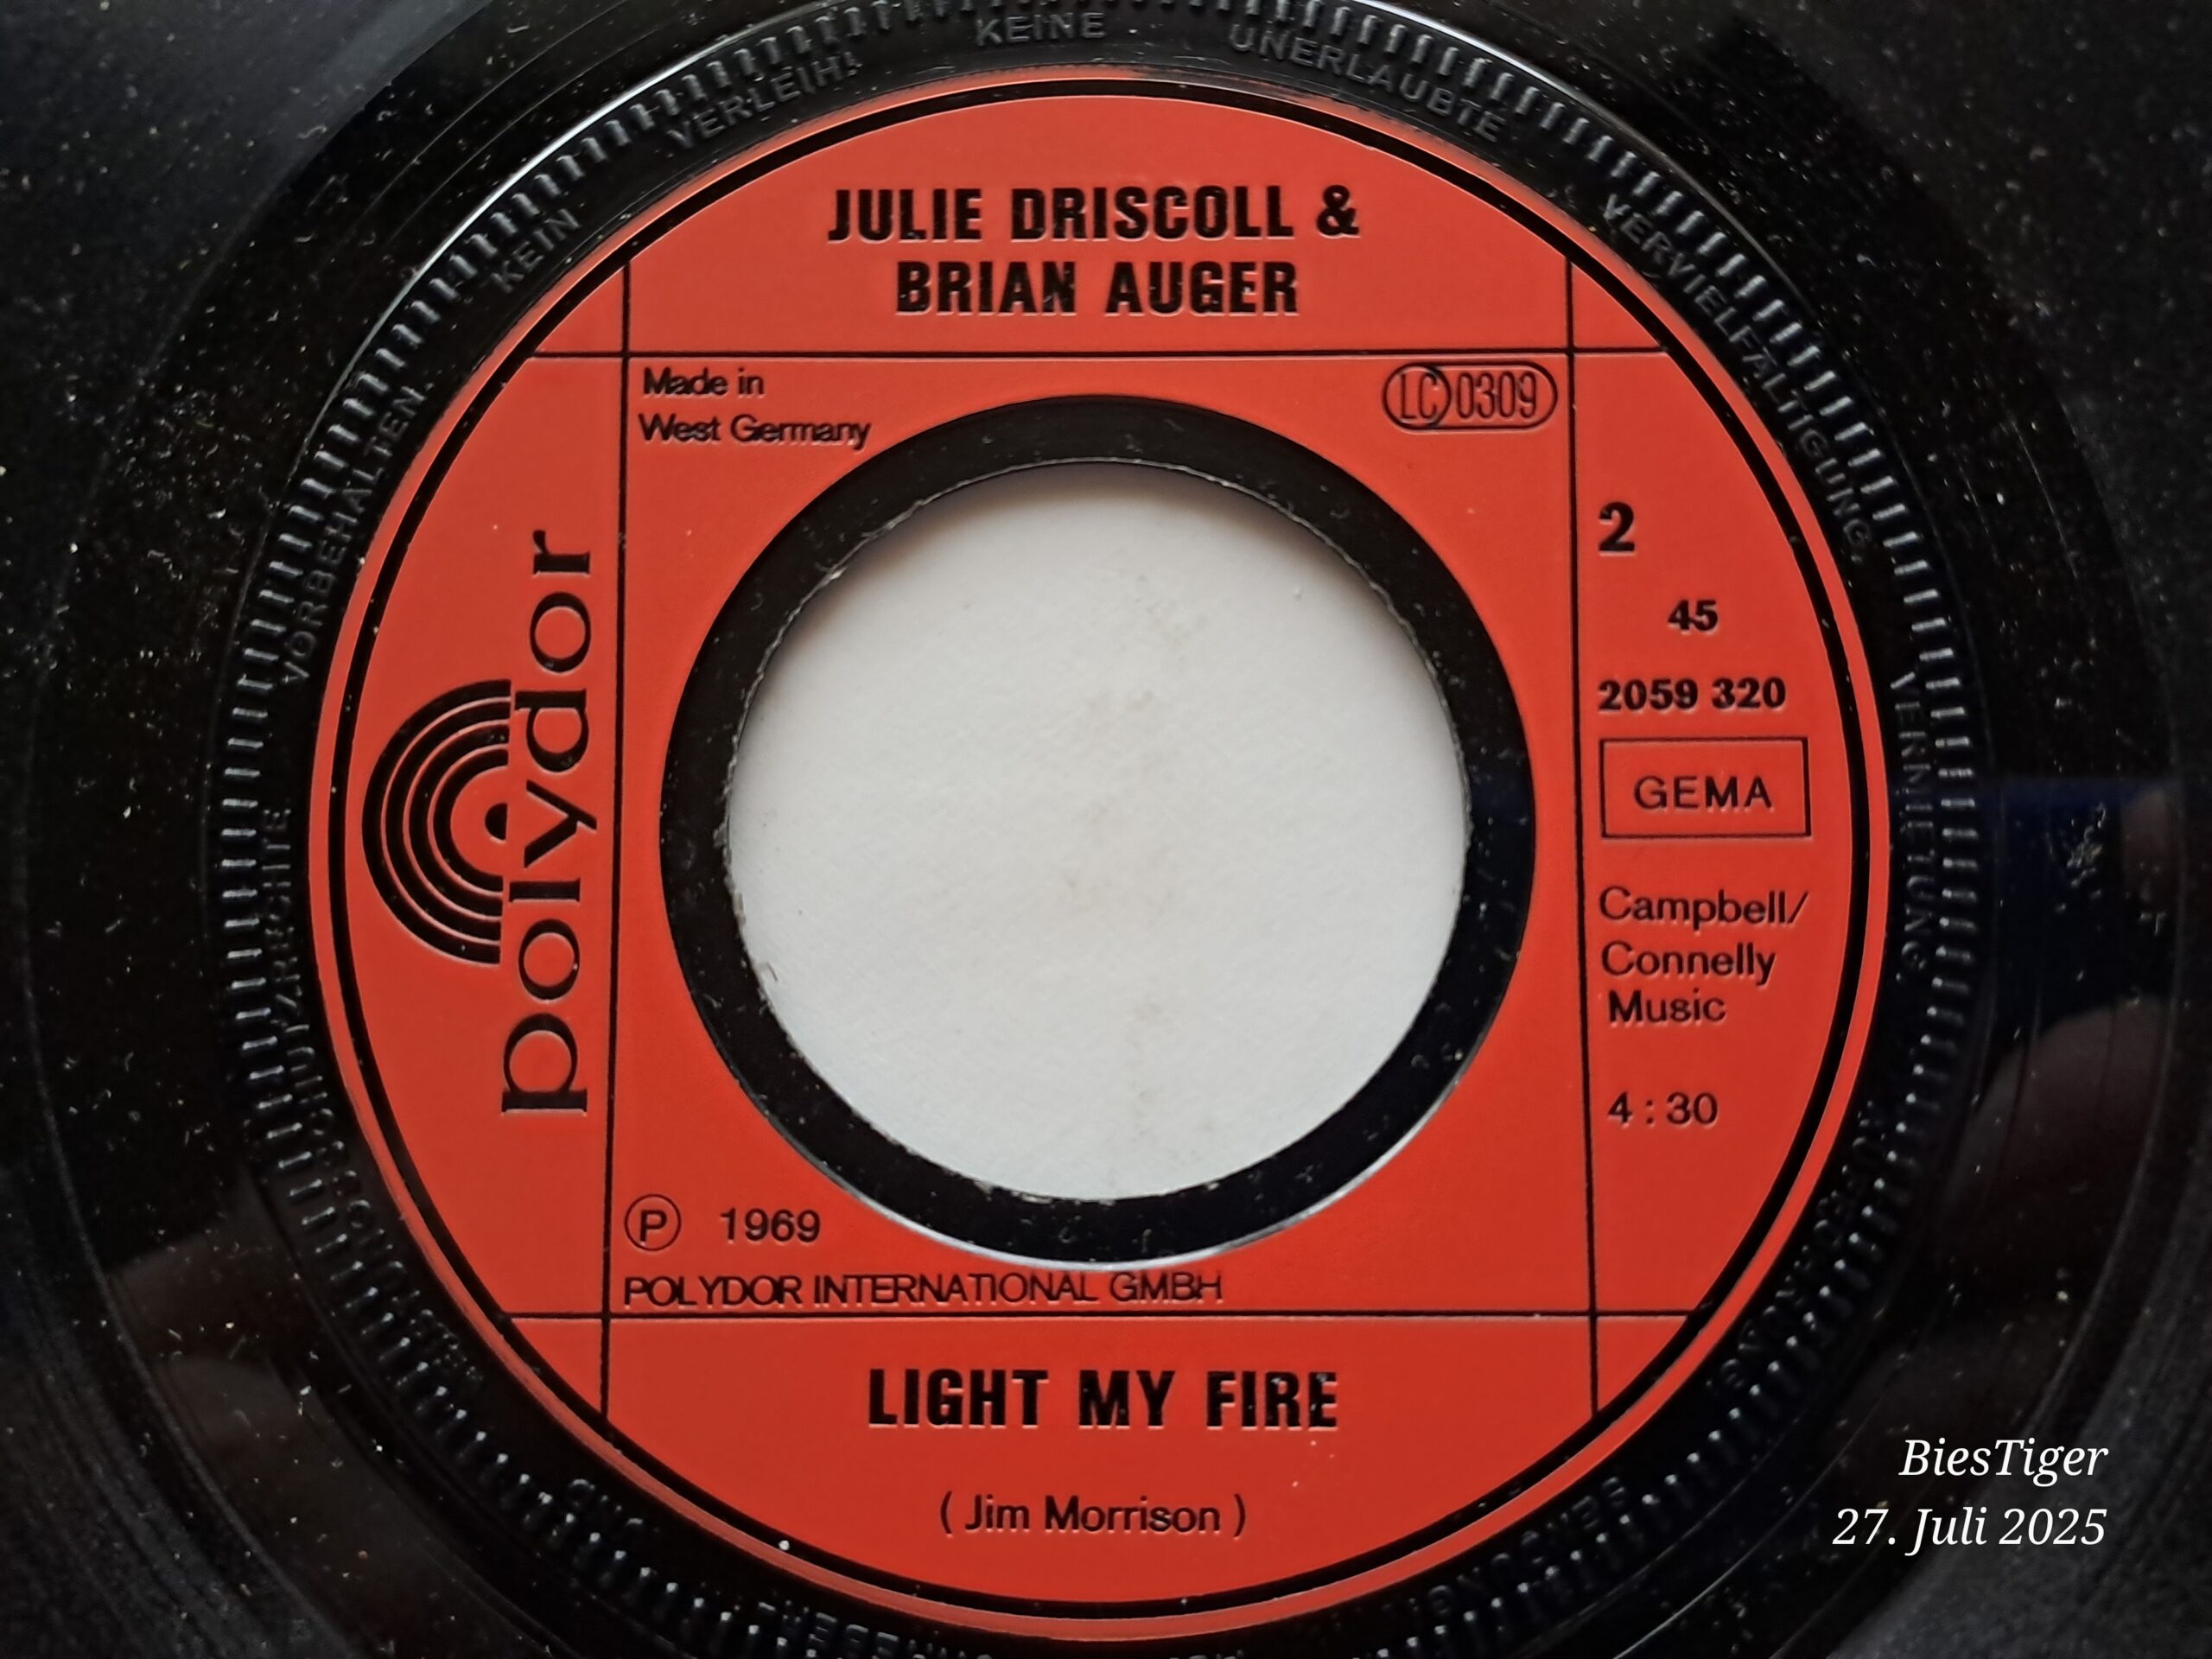 KEIN VERLEIH! KEINE UNERLAUBTE VERVIELFÄLTIGUNG,
VERMIETUNG,
VORBEHALTEN.
JULIE DRISCOLL &
BRIAN AUGER
Made in
West Germany
LC 0309
polydor
2
45
2059 320
GEMA
Campbell/
Connelly
Music
4:30
Ⓟ 1969
POLYDOR INTERNATIONAL GMBH
LIGHT MY FIRE
( Jim Morrison )
BiesTiger
27. Juli 2025